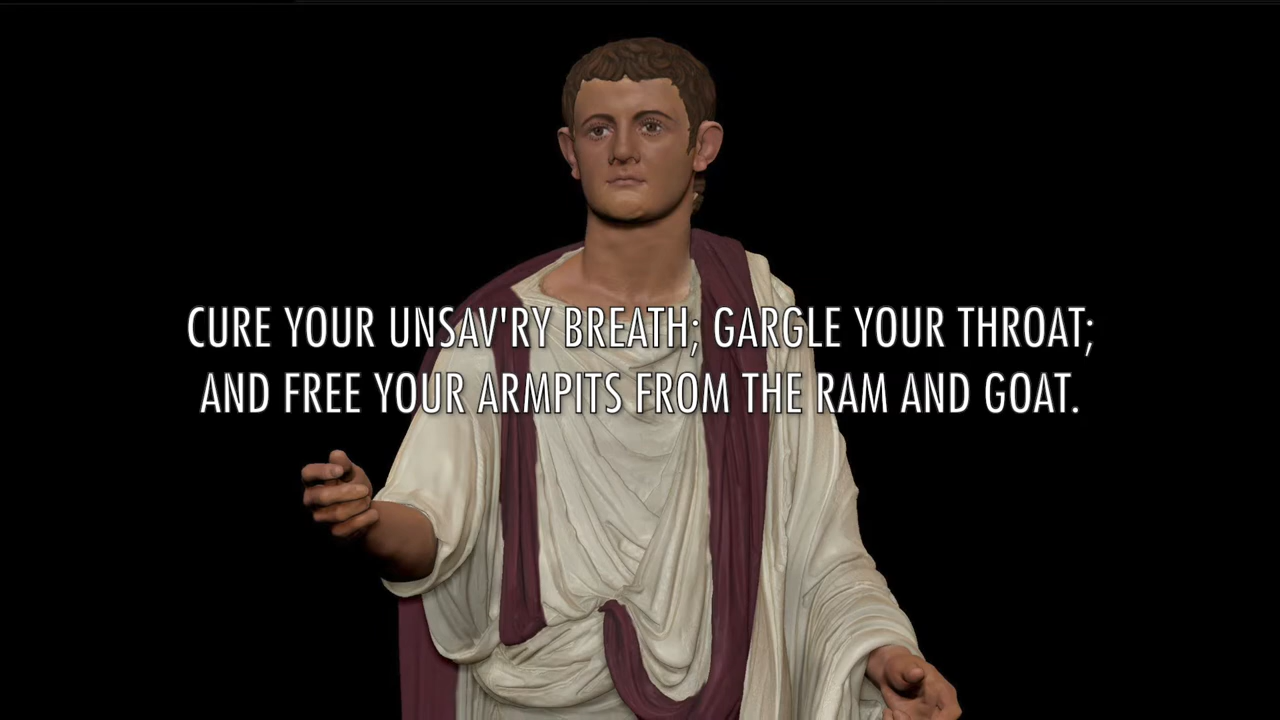 CURE YOUR UNSAV'RY BREATH; GARGLE YOUR THROAT;
AND FREE YOUR ARMPITS FROM THE RAM AND GOAT.